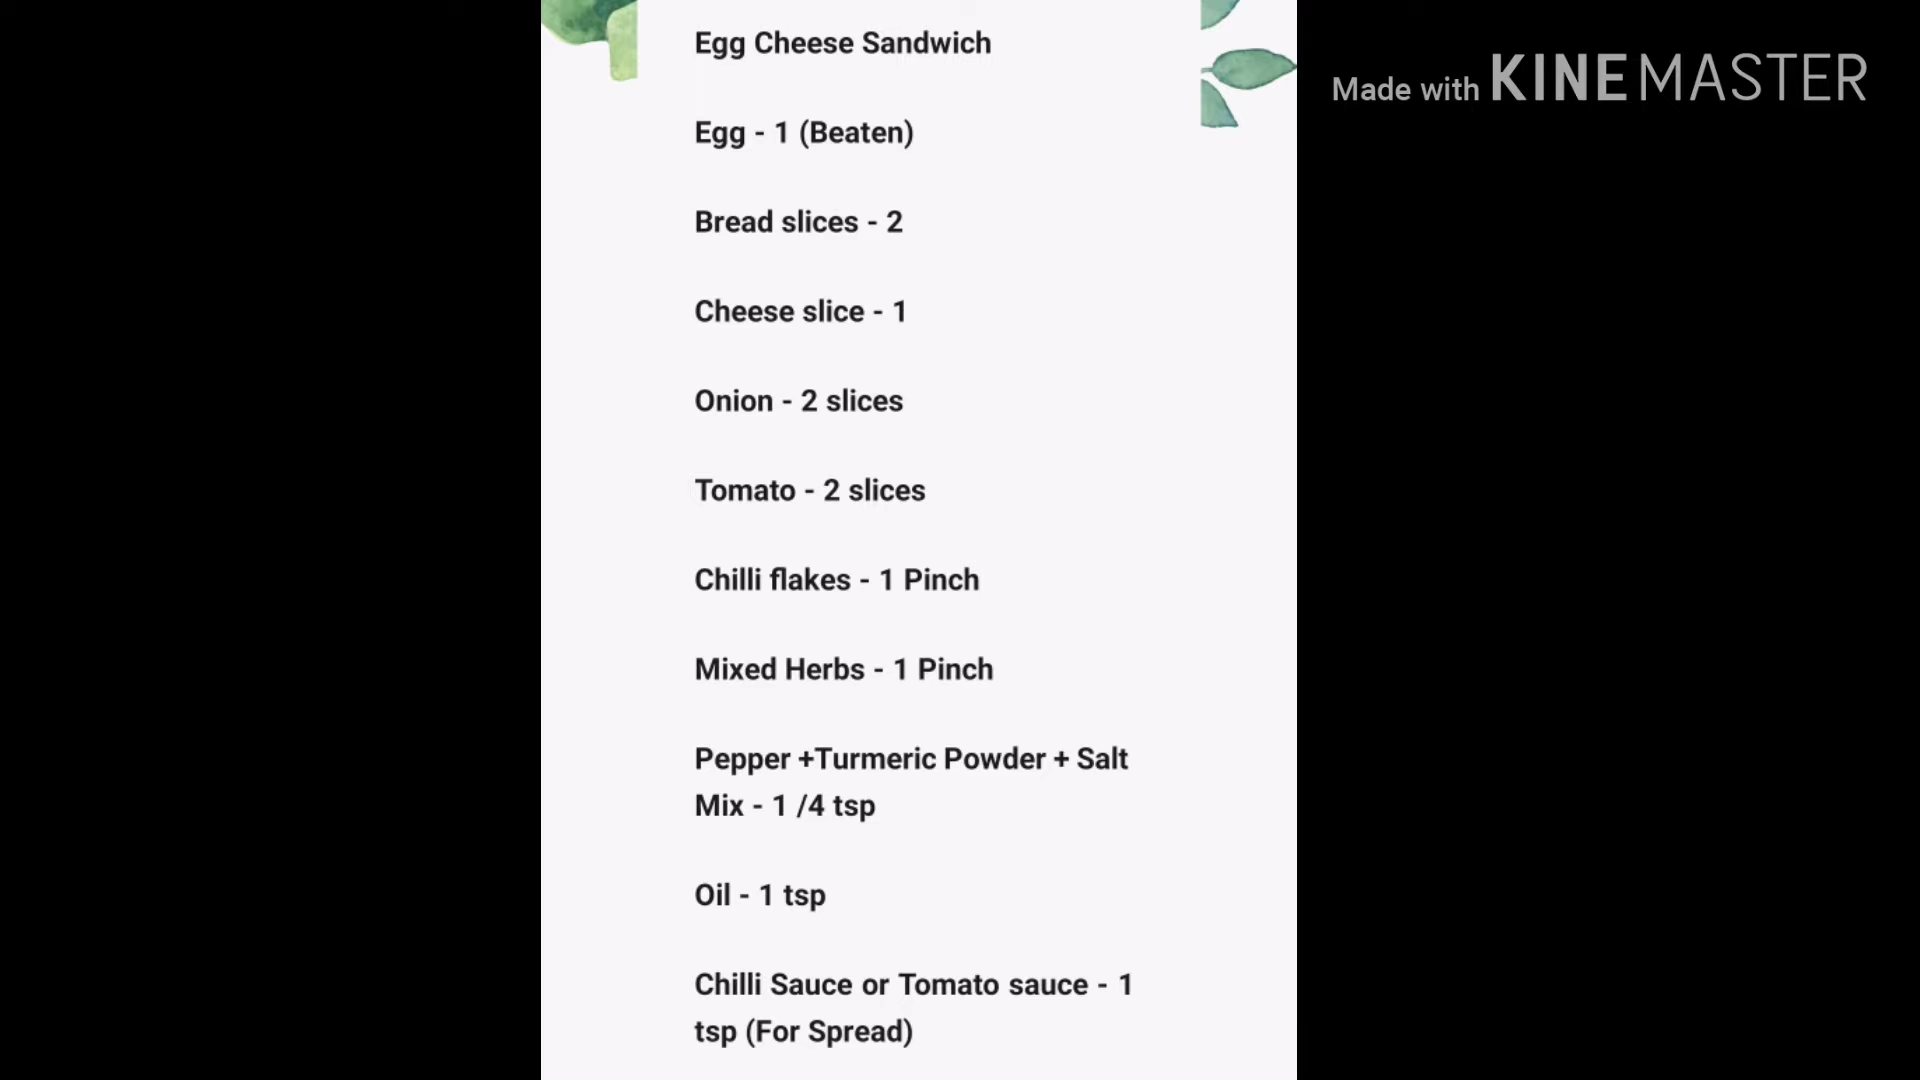 Egg Cheese Sandwich
Made with KINEMASTER
Egg - 1 (Beaten)
Bread slices - 2
Cheese slice - 1
Onion - 2 slices
Tomato - 2 slices
Chilli flakes - 1 Pinch
Mixed Herbs - 1 Pinch
Pepper +Turmeric Powder + Salt
Mix - 1 /4 tsp
Oil - 1 tsp
Chilli Sauce or Tomato sauce - 1
tsp (For Spread)